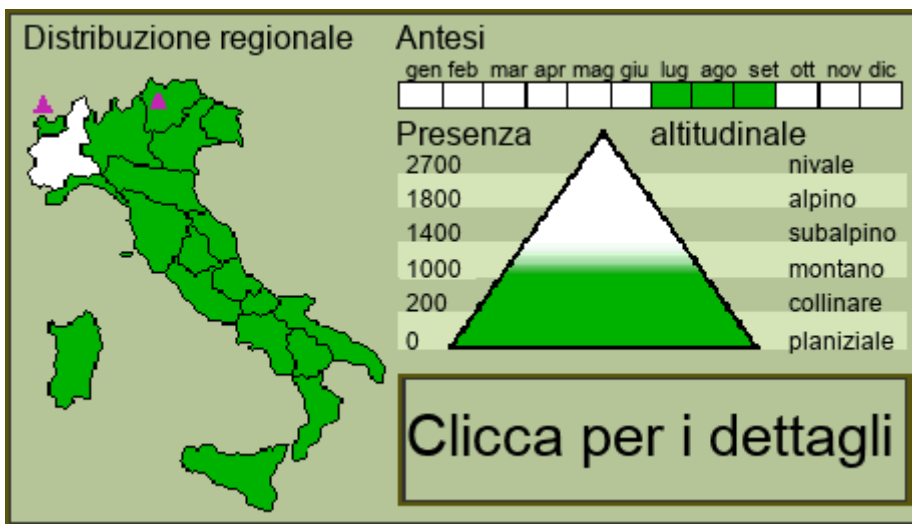 Distribuzione regionale
Antesi
gen feb mar apr mag giu lug ago set ott nov dic
Presenza altitudinale
2700 nivale
1800 alpino
1400 subalpino
1000 montano
200 collinare
0 planiziale
Clicca per i dettagli